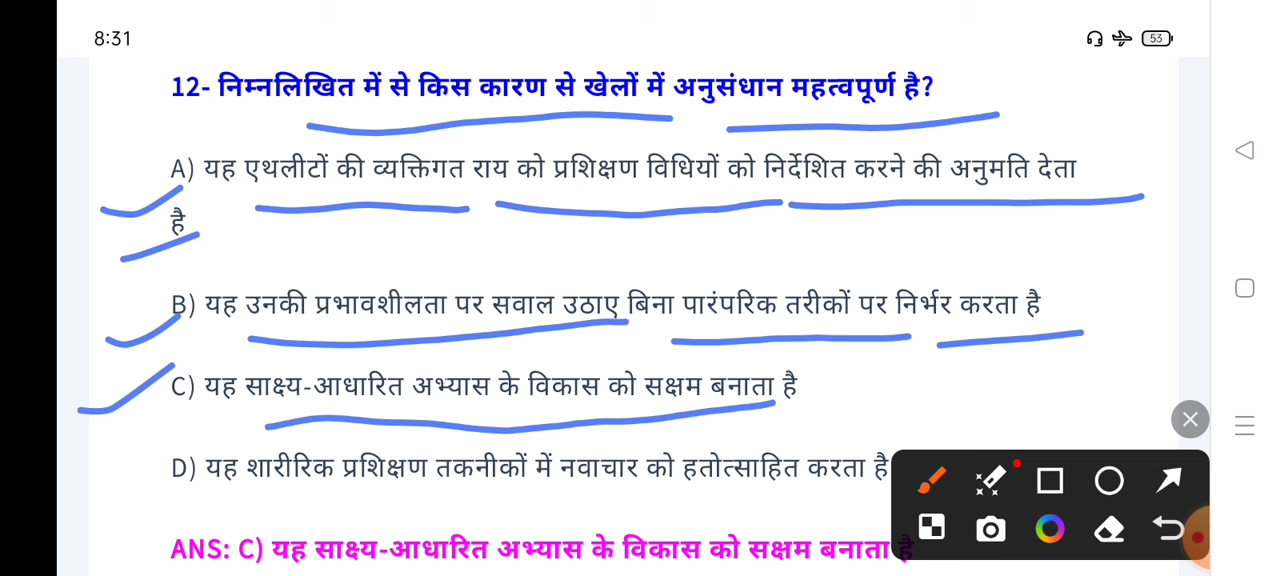 8:31
53
12- निम्नलिखित में से किस कारण से खेलों में अनुसंधान महत्वपूर्ण है?
A) यह एथलीटों की व्यक्तिगत राय को प्रशिक्षण विधियों को निर्देशित करने की अनुमति देता
है
B) यह उनकी प्रभावशीलता पर सवाल उठाए बिना पारंपरिक तरीकों पर निर्भर करता है
C) यह साक्ष्य-आधारित अभ्यास के विकास को सक्षम बनाता है
D) यह शारीरिक प्रशिक्षण तकनीकों में नवाचार को हतोत्साहित करता है
ANS: C) यह साक्ष्य-आधारित अभ्यास के विकास को सक्षम बनाता है